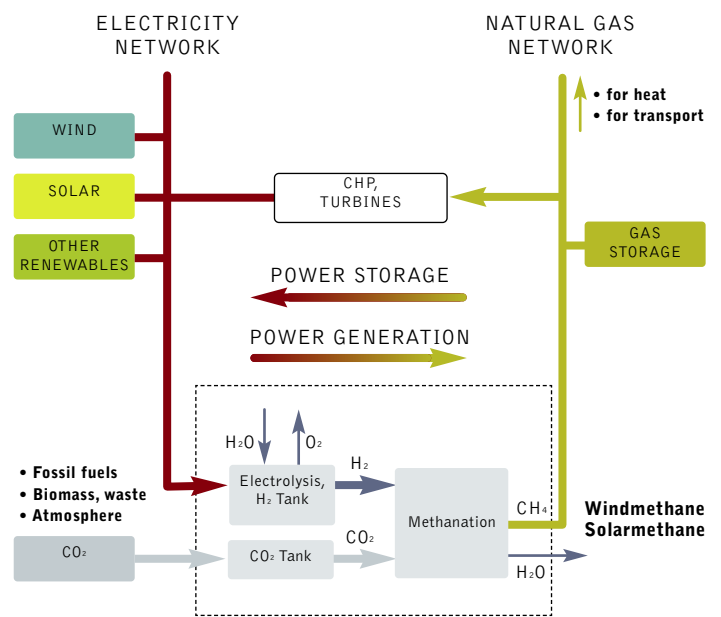 ELECTRICITY
NETWORK
NATURAL GAS
NETWORK
• for heat
• for transport
WIND
SOLAR
OTHER
RENEWABLES
CHP,
TURBINES
GAS
STORAGE
POWER STORAGE
POWER GENERATION
H₂O
O₂
• Fossil fuels
• Biomass, waste
• Atmosphere
Electrolysis,
H₂ Tank
H₂
Methanation
CH₄
Windmethane
Solarmethane
CO₂
CO₂ Tank
CO₂
H₂O